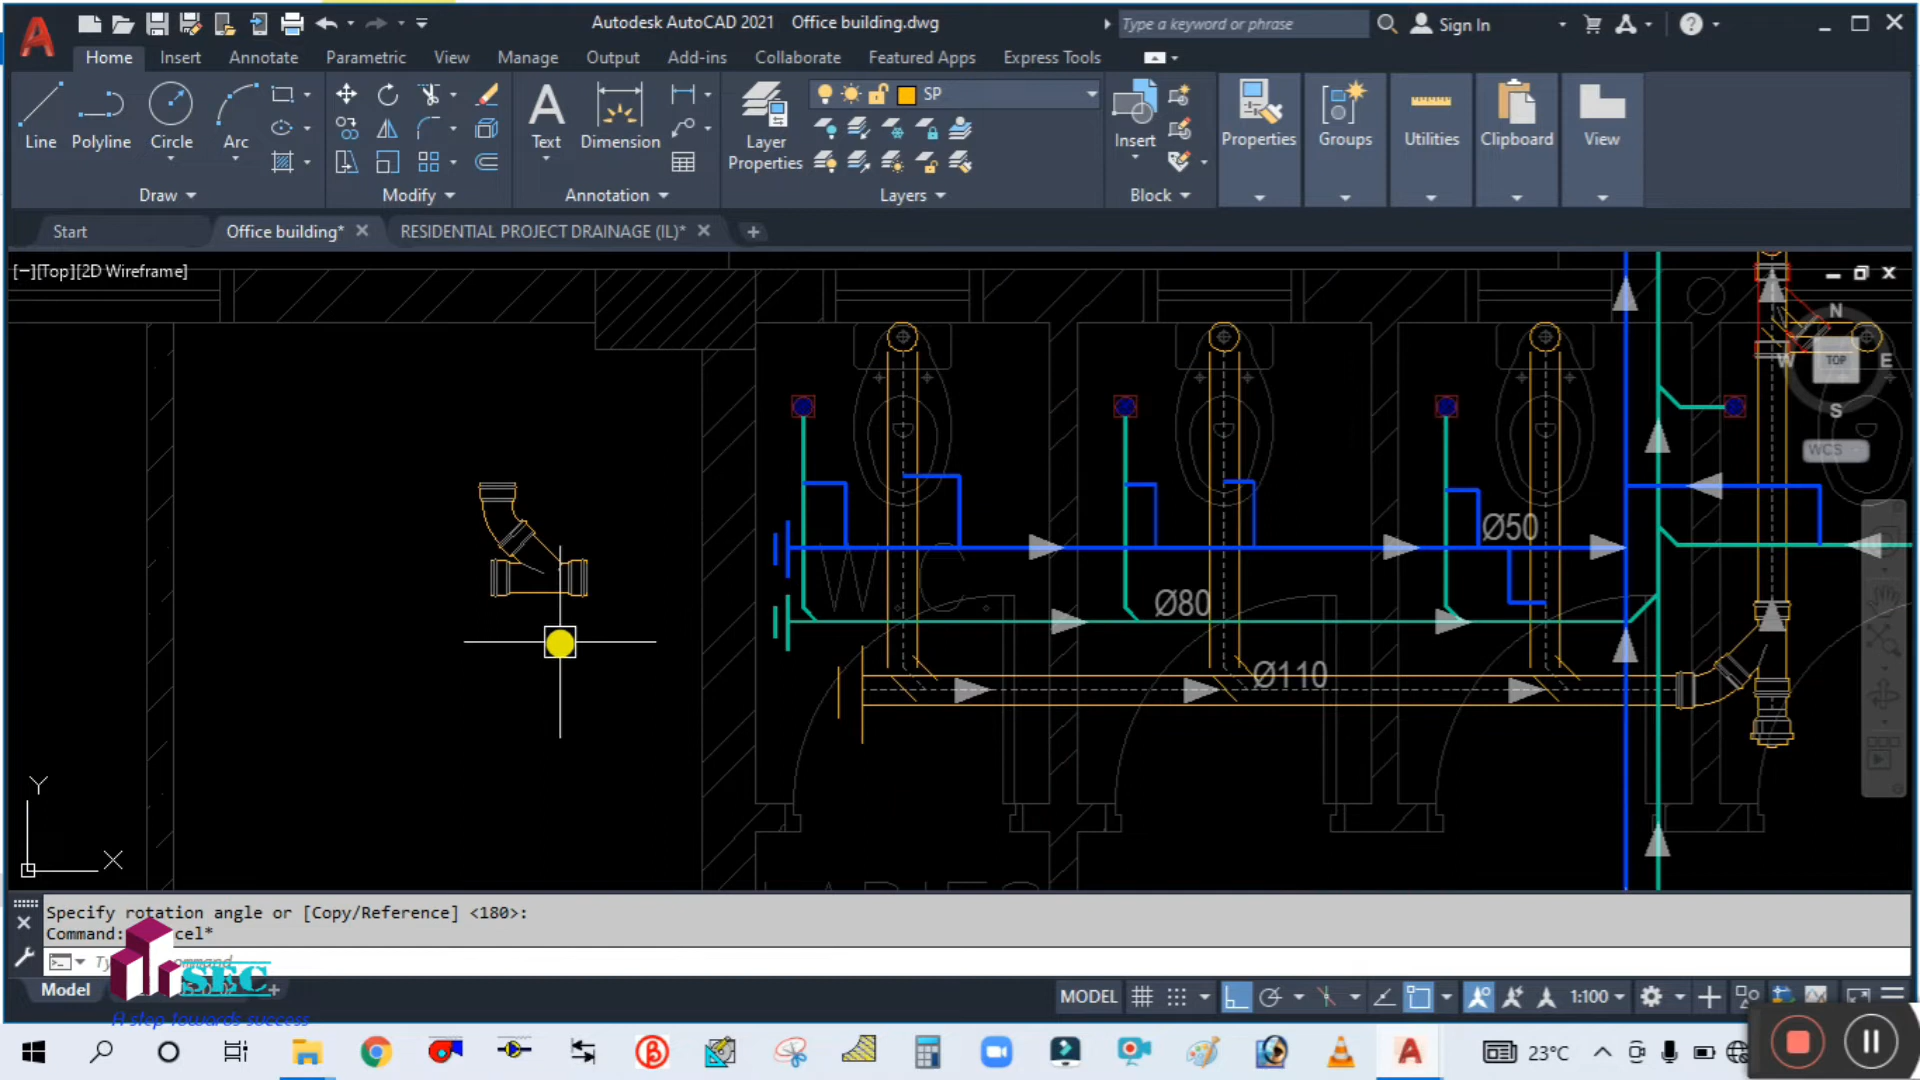 Autodesk AutoCAD 2021 Office building.dwg
Type a keyword or phrase
Sign In
Home Insert Annotate Parametric View Manage Output Add-ins Collaborate Featured Apps Express Tools
SP
Line Polyline Circle Arc
Text Dimension
Layer Properties
Insert
Properties Groups Utilities Clipboard View
Draw Modify Annotation Layers Block
Start Office building* RESIDENTIAL PROJECT DRAINAGE (IL)*
[−][Top][2D Wireframe]
N
W TOP E
S
WCS
Ø50
WC
Ø80
Ø110
Y
X
Specify rotation angle or [Copy/Reference] <180>:
Command: cel*
SEC
A step towards success
Model
MODEL 1:100
23°C